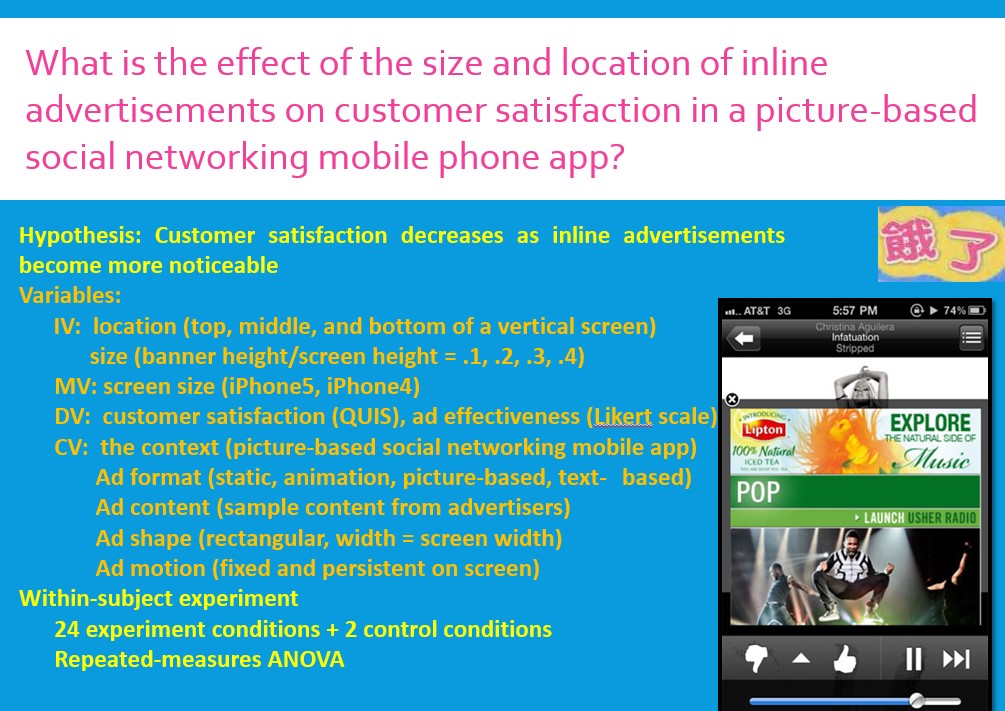 What is the effect of the size and location of inline
advertisements on customer satisfaction in a picture-based
social networking mobile phone app?
Hypothesis: Customer satisfaction decreases as inline advertisements
become more noticeable
Variables:
IV: location (top, middle, and bottom of a vertical screen)
size (banner height/screen height = .1, .2, .3, .4)
MV: screen size (iPhone5, iPhone4)
DV: customer satisfaction (QUIS), ad effectiveness (Likert scale)
CV: the context (picture-based social networking mobile app)
Ad format (static, animation, picture-based, text- based)
Ad content (sample content from advertisers)
Ad shape (rectangular, width = screen width)
Ad motion (fixed and persistent on screen)
Within-subject experiment
24 experiment conditions + 2 control conditions
Repeated-measures ANOVA
餓了
AT&T 3G 5:57 PM 74%
Christina Aguilera
Infatuation
Stripped
INTRODUCING
Lipton
100% Natural
ICED TEA
EXPLORE
THE NATURAL SIDE OF
Music
POP
LAUNCH USHER RADIO